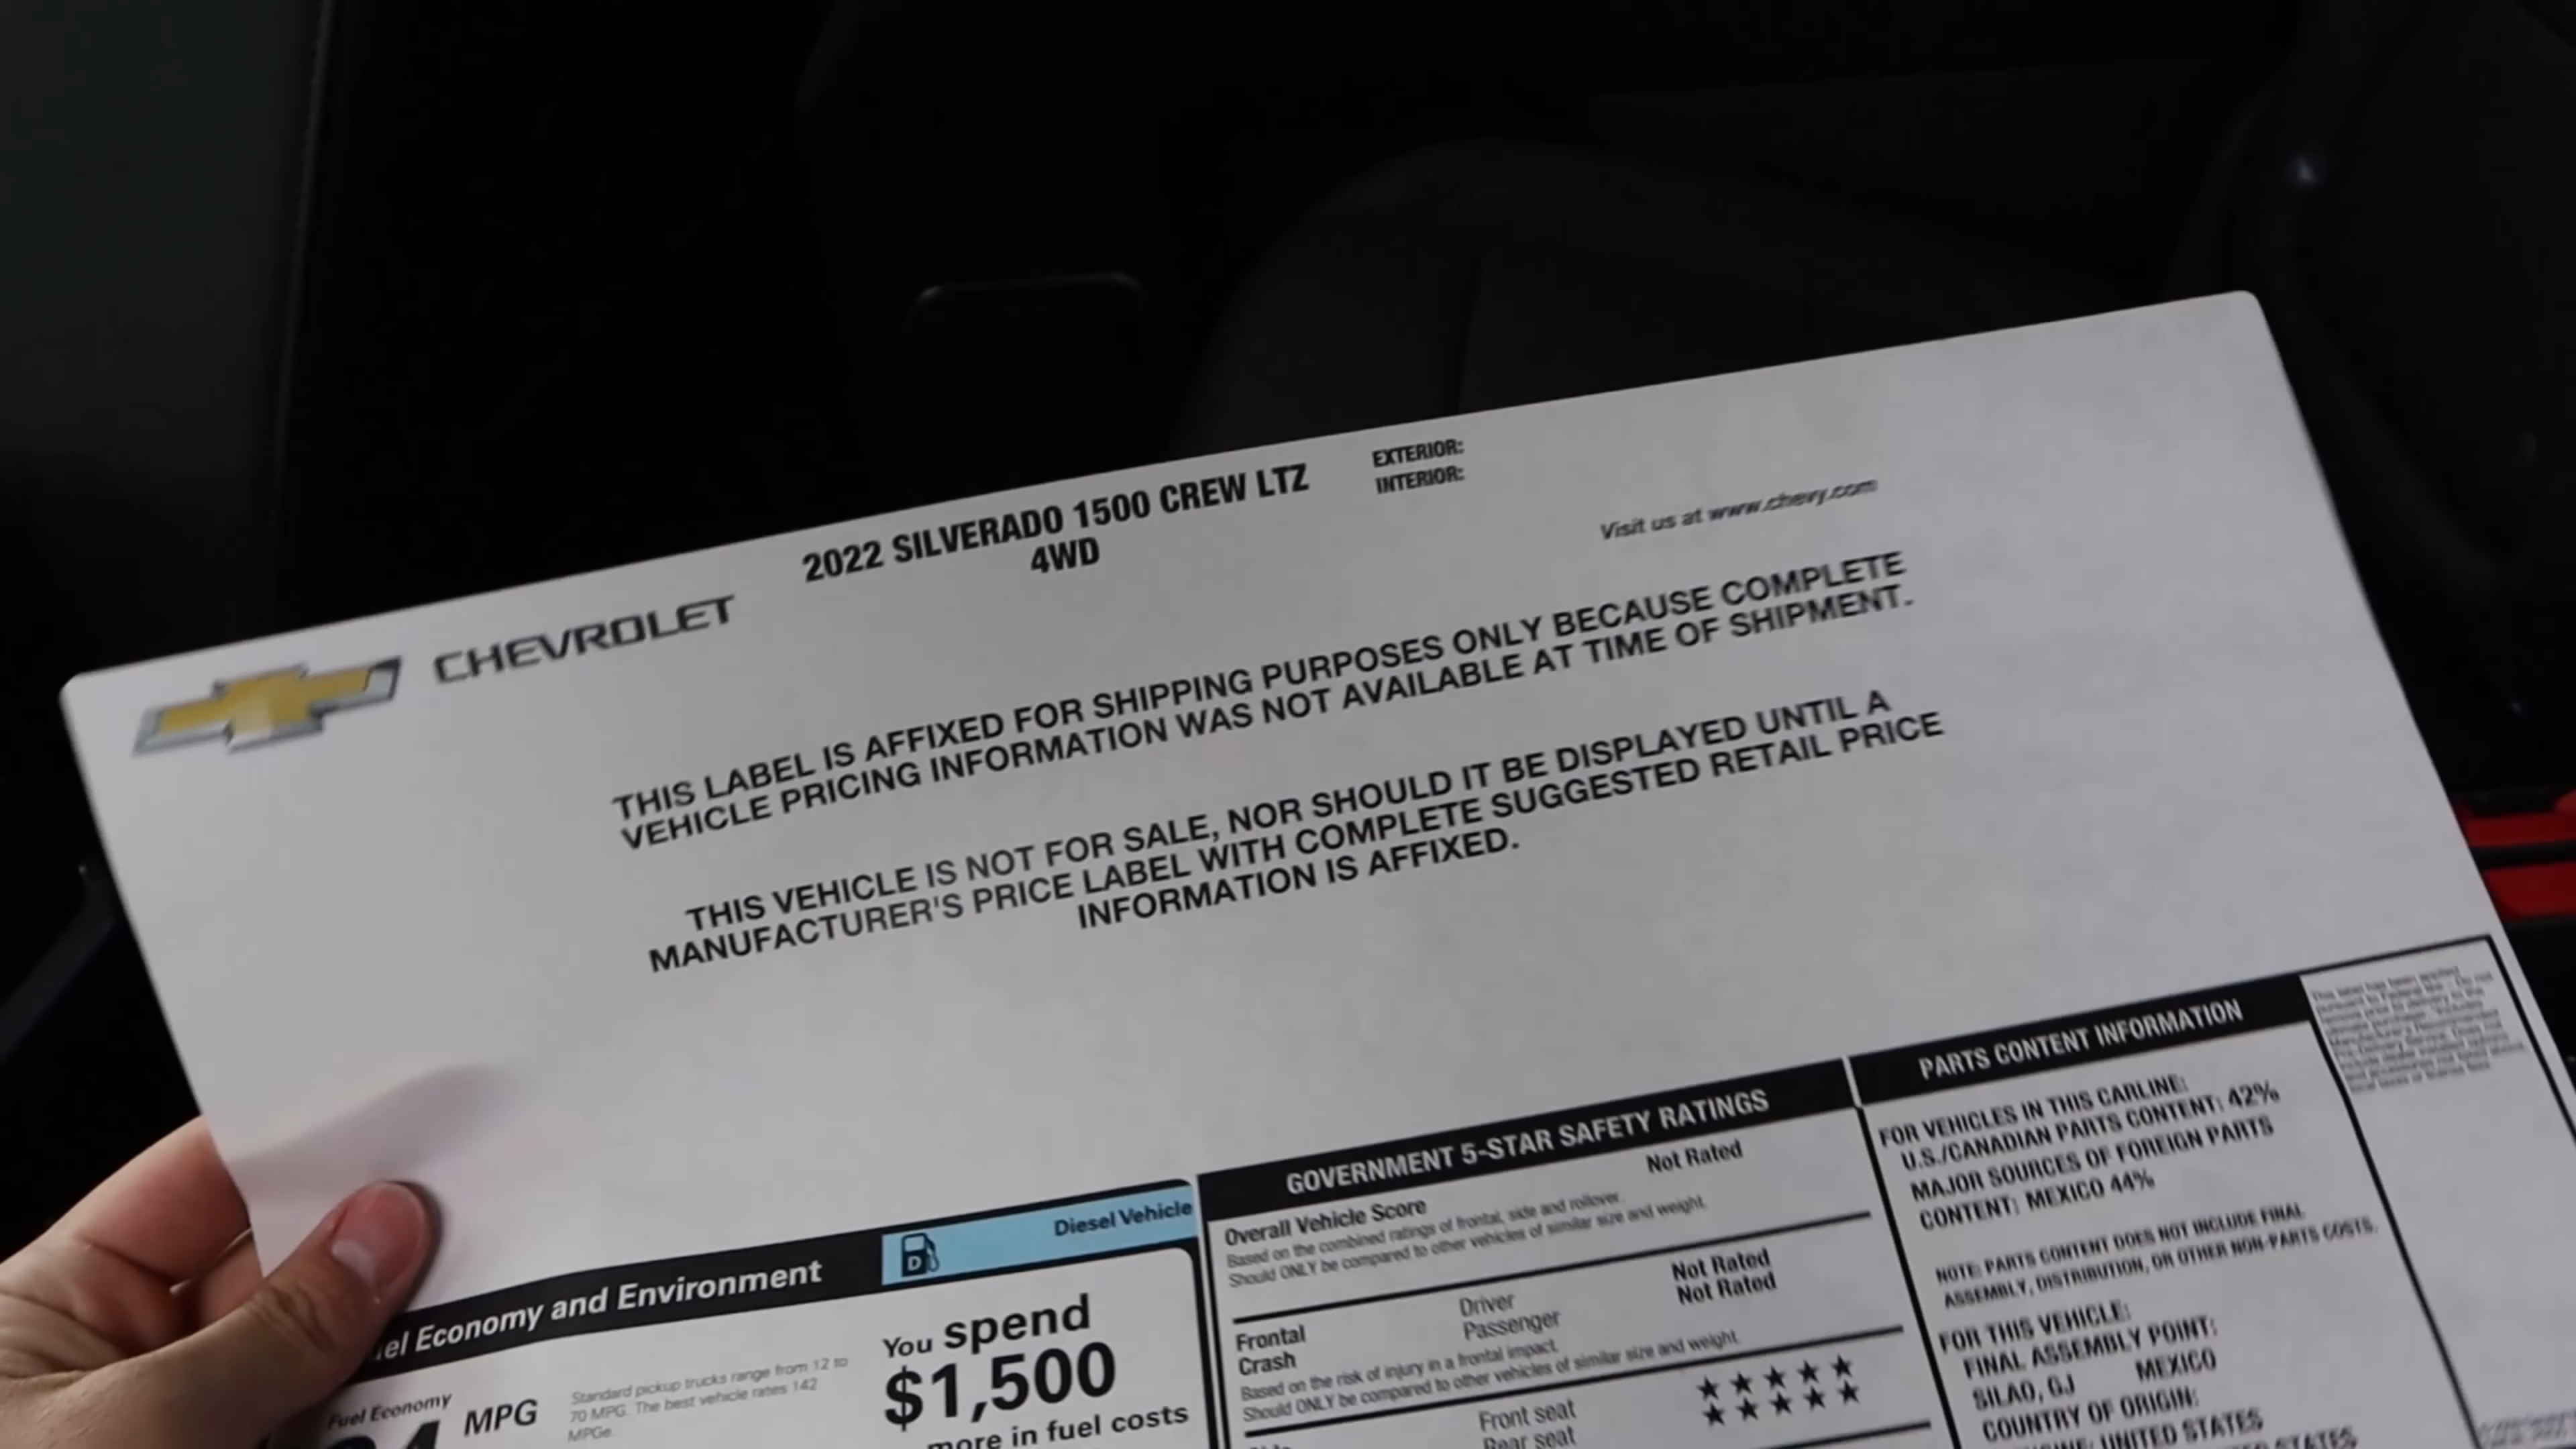 2022 SILVERADO 1500 CREW LTZ
4WD
EXTERIOR:
INTERIOR:
Visit us at www.chevy.com
CHEVROLET
THIS LABEL IS AFFIXED FOR SHIPPING PURPOSES ONLY BECAUSE COMPLETE
VEHICLE PRICING INFORMATION WAS NOT AVAILABLE AT TIME OF SHIPMENT.
THIS VEHICLE IS NOT FOR SALE, NOR SHOULD IT BE DISPLAYED UNTIL A
MANUFACTURER'S PRICE LABEL WITH COMPLETE SUGGESTED RETAIL PRICE
INFORMATION IS AFFIXED.
Economy and Environment
D
Diesel Vehicle
Fuel Economy
MPG
Standard pickup trucks range from 12 to
70 MPG. The best vehicle rates 142
MPGe.
You spend
$1,500
more in fuel costs
GOVERNMENT 5-STAR SAFETY RATINGS
Overall Vehicle Score
Not Rated
Based on the combined ratings of frontal, side and rollover.
Should ONLY be compared to other vehicles of similar size and weight.
Frontal
Crash
Driver
Passenger
Not Rated
Not Rated
Based on the risk of injury in a frontal impact.
Should ONLY be compared to other vehicles of similar size and weight.
Front seat
Rear seat
★★★★★
★★★★★
PARTS CONTENT INFORMATION
FOR VEHICLES IN THIS CARLINE:
U.S./CANADIAN PARTS CONTENT: 42%
MAJOR SOURCES OF FOREIGN PARTS
CONTENT: MEXICO 44%
NOTE: PARTS CONTENT DOES NOT INCLUDE FINAL
ASSEMBLY, DISTRIBUTION, OR OTHER NON-PARTS COSTS.
FOR THIS VEHICLE:
FINAL ASSEMBLY POINT:
SILAO, GJ MEXICO
COUNTRY OF ORIGIN:
UNITED STATES
STATES